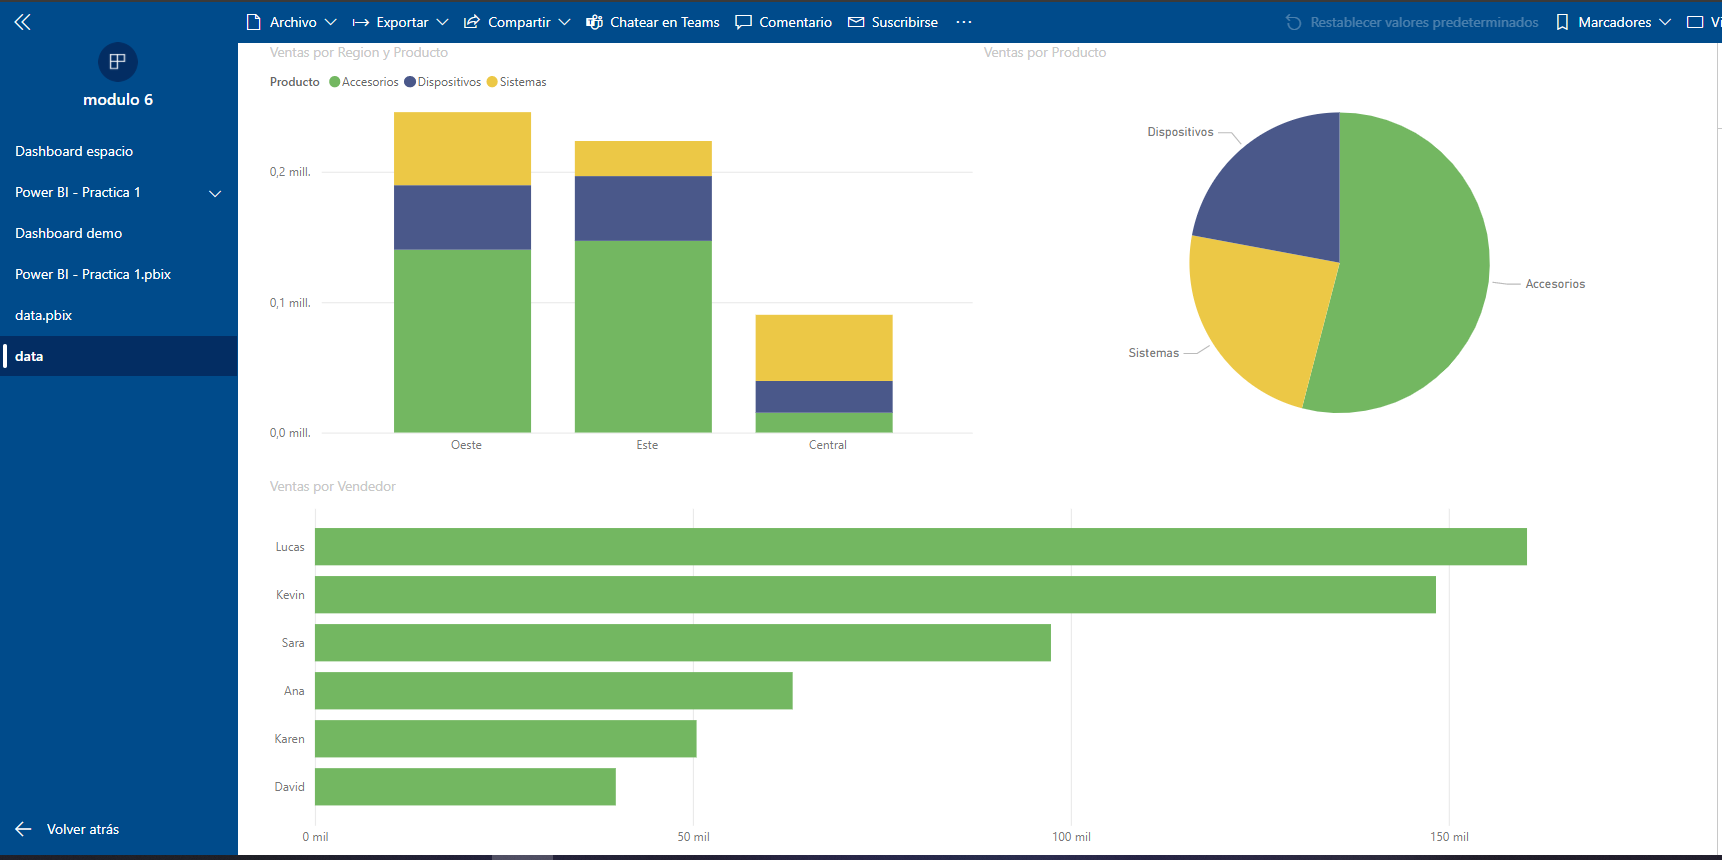 Archivo Exportar Compartir Chatear en Teams Comentario Suscribirse ··· Restablecer valores predeterminados Marcadores Vi
modulo 6
Dashboard espacio
Power BI - Practica 1
Dashboard demo
Power BI - Practica 1.pbix
data.pbix
data
Volver atrás
Ventas por Region y Producto
Producto Accesorios Dispositivos Sistemas
0,2 mill.
0,1 mill.
0,0 mill.
Oeste Este Central
Ventas por Producto
Dispositivos
Accesorios
Sistemas
Ventas por Vendedor
Lucas
Kevin
Sara
Ana
Karen
David
0 mil 50 mil 100 mil 150 mil